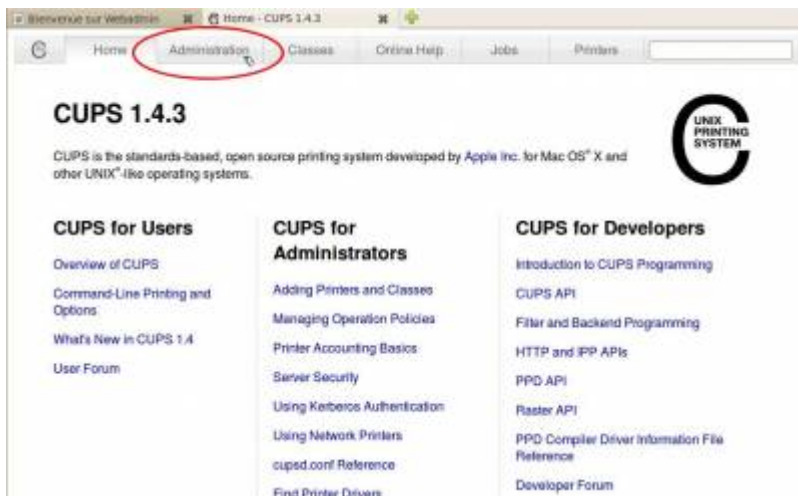 Bienvenue sur Webadmin
Home - CUPS 1.4.3
Home
Administration
Classes
Online Help
Jobs
Printers
CUPS 1.4.3
UNIX
PRINTING
SYSTEM
CUPS is the standards-based, open source printing system developed by Apple Inc. for Mac OS® X and
other UNIX®-like operating systems.
CUPS for Users
Overview of CUPS
Command-Line Printing and
Options
What's New in CUPS 1.4
User Forum
CUPS for
Administrators
Adding Printers and Classes
Managing Operation Policies
Printer Accounting Basics
Server Security
Using Kerberos Authentication
Using Network Printers
cupsd.conf Reference
Find Printer Drivers
CUPS for Developers
Introduction to CUPS Programming
CUPS API
Filter and Backend Programming
HTTP and IPP APIs
PPD API
Raster API
PPD Compiler Driver Information File
Reference
Developer Forum